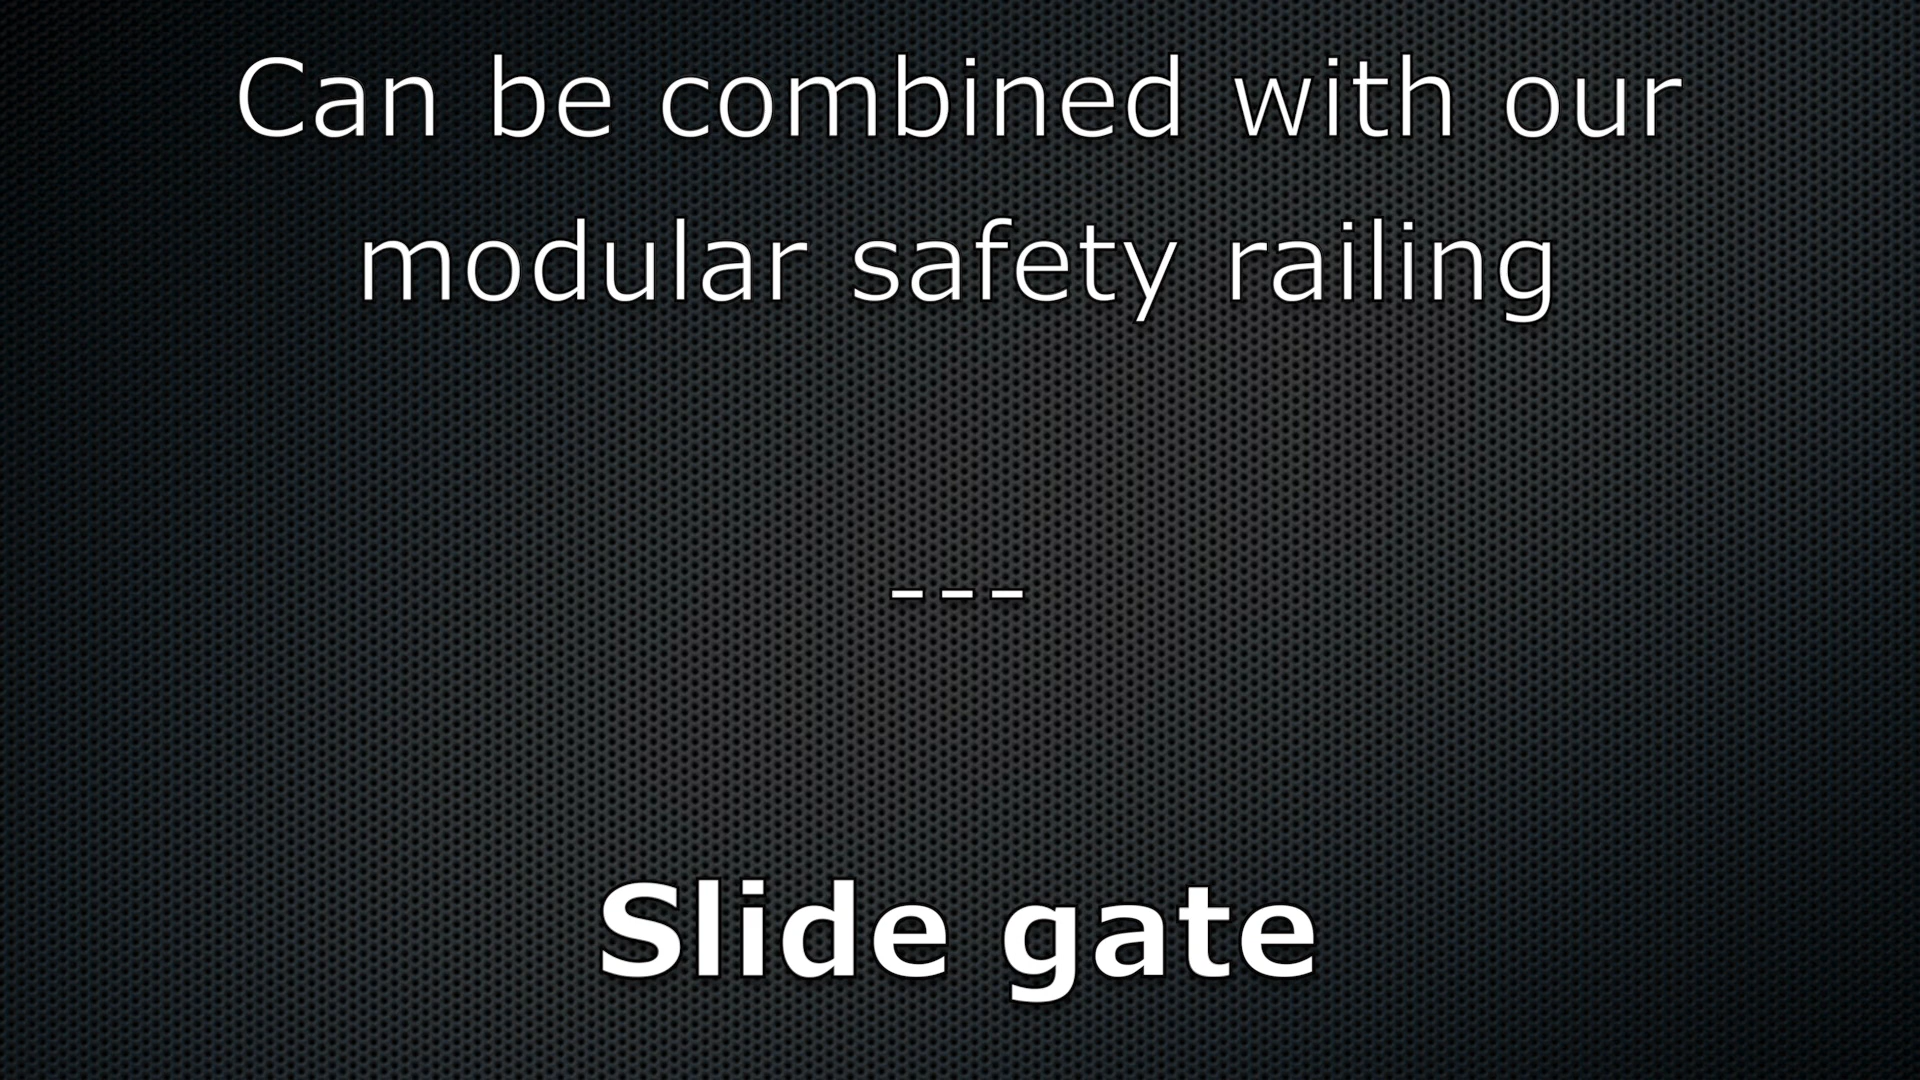 Can be combined with our
modular safety railing
---
Slide gate